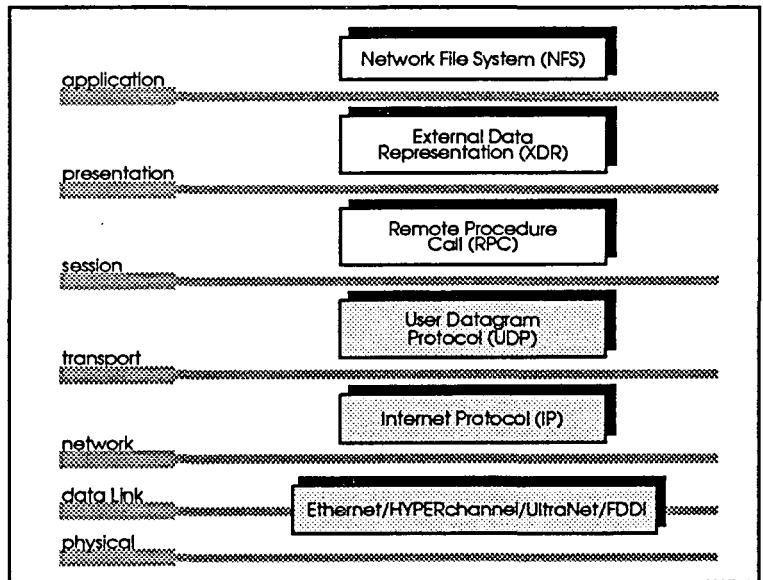 Network File System (NFS)
application
External Data
Representation (XDR)
presentation
Remote Procedure
Call (RPC)
session
User Datagram
Protocol (UDP)
transport
Internet Protocol (IP)
network
data Link
Ethernet/HYPERchannel/UltraNet/FDDI
physical